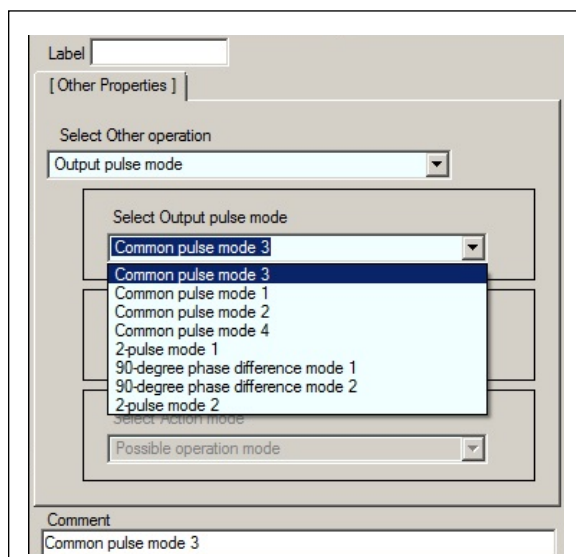 Label
[ Other Properties ]
Select Other operation
Output pulse mode
Select Output pulse mode
Common pulse mode 3
Common pulse mode 3
Common pulse mode 1
Common pulse mode 2
Common pulse mode 4
2-pulse mode 1
90-degree phase difference mode 1
90-degree phase difference mode 2
2-pulse mode 2
Select Action mode
Possible operation mode
Comment
Common pulse mode 3